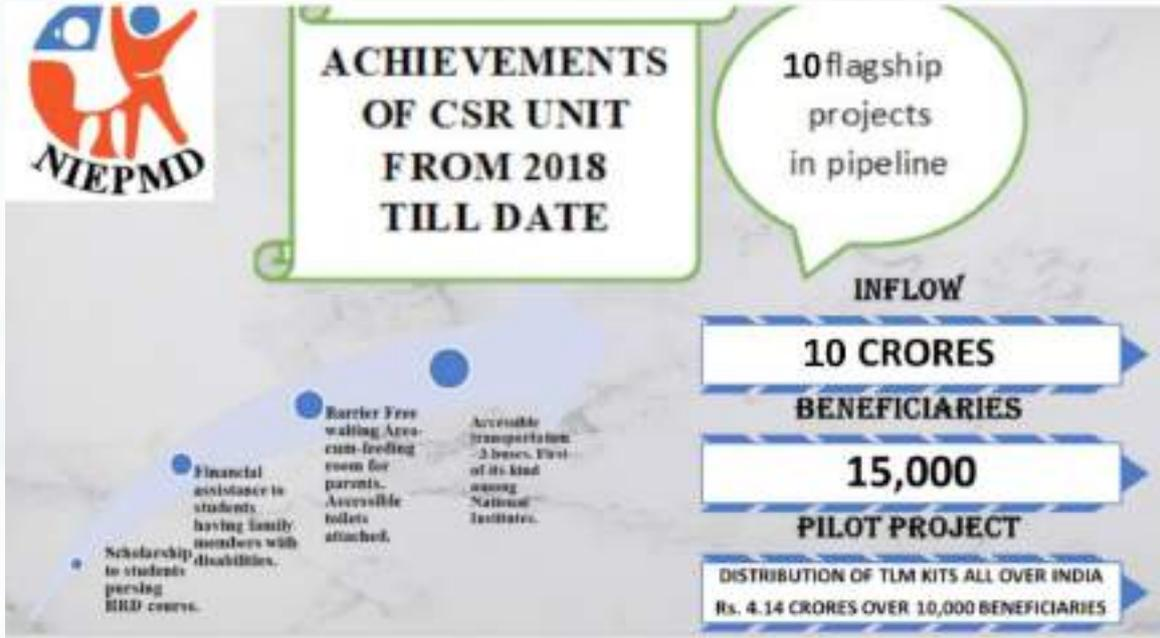 NIEPMD
ACHIEVEMENTS
OF CSR UNIT
FROM 2018
TILL DATE
10 flagship
projects
in pipeline
INFLOW
10 CRORES
BENEFICIARIES
15,000
PILOT PROJECT
DISTRIBUTION OF TLM KITS ALL OVER INDIA
Rs. 4.14 CRORES OVER 10,000 BENEFICIARIES
Scholarship
to students
pursing
course.
Financial
assistance to
students
having family
members with
disabilities.
Barrier Free
waiting Area-
cum-feeding
room for
parents.
Accessible
toilets
attached.
Accessible
transportation
buses. First
of its kind
among
National
Institutes.